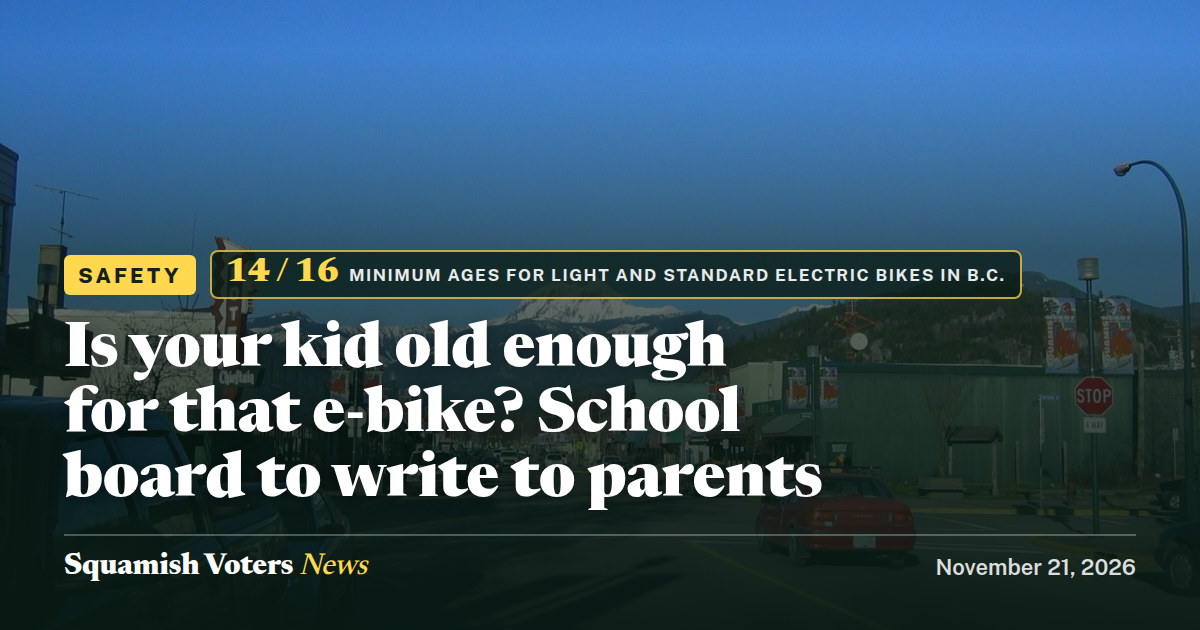 SAFETY
14 / 16 MINIMUM AGES FOR LIGHT AND STANDARD ELECTRIC BIKES IN B.C.
Is your kid old enough
for that e-bike? School
board to write to parents
STOP
Squamish Voters News
November 21, 2026